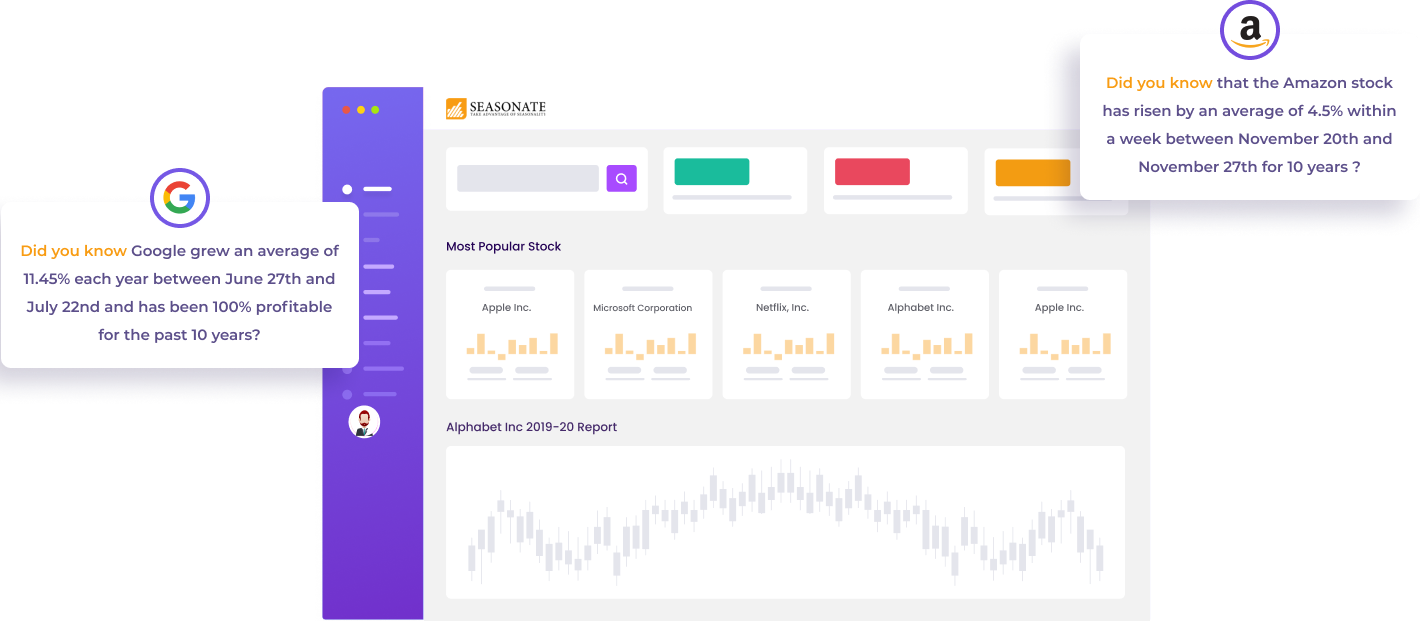 a
Did you know that the Amazon stock
has risen by an average of 4.5% within
a week between November 20th and
November 27th for 10 years ?
SEASONATE
TAKE ADVANTAGE OF SEASONALITY
Did you know Google grew an average of
11.45% each year between June 27th and
July 22nd and has been 100% profitable
for the past 10 years?
Most Popular Stock
Apple Inc.
Microsoft Corporation
Netflix, Inc.
Alphabet Inc.
Apple Inc.
Alphabet Inc 2019-20 Report